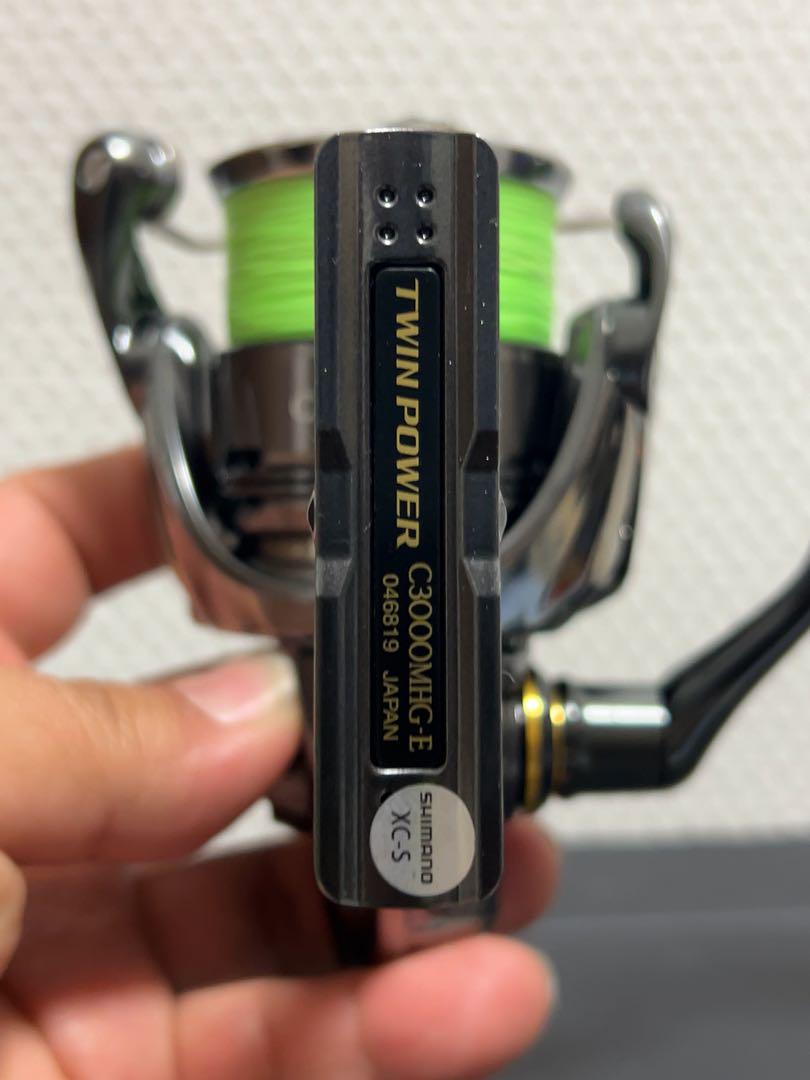 TWIN POWER C3000MHG-E
046819 JAPAN
SHIMANO
XC-S